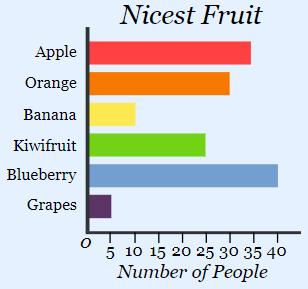 Nicest Fruit
Apple
Orange
Banana
Kiwifruit
Blueberry
Grapes
0 5 10 15 20 25 30 35 40
Number of People